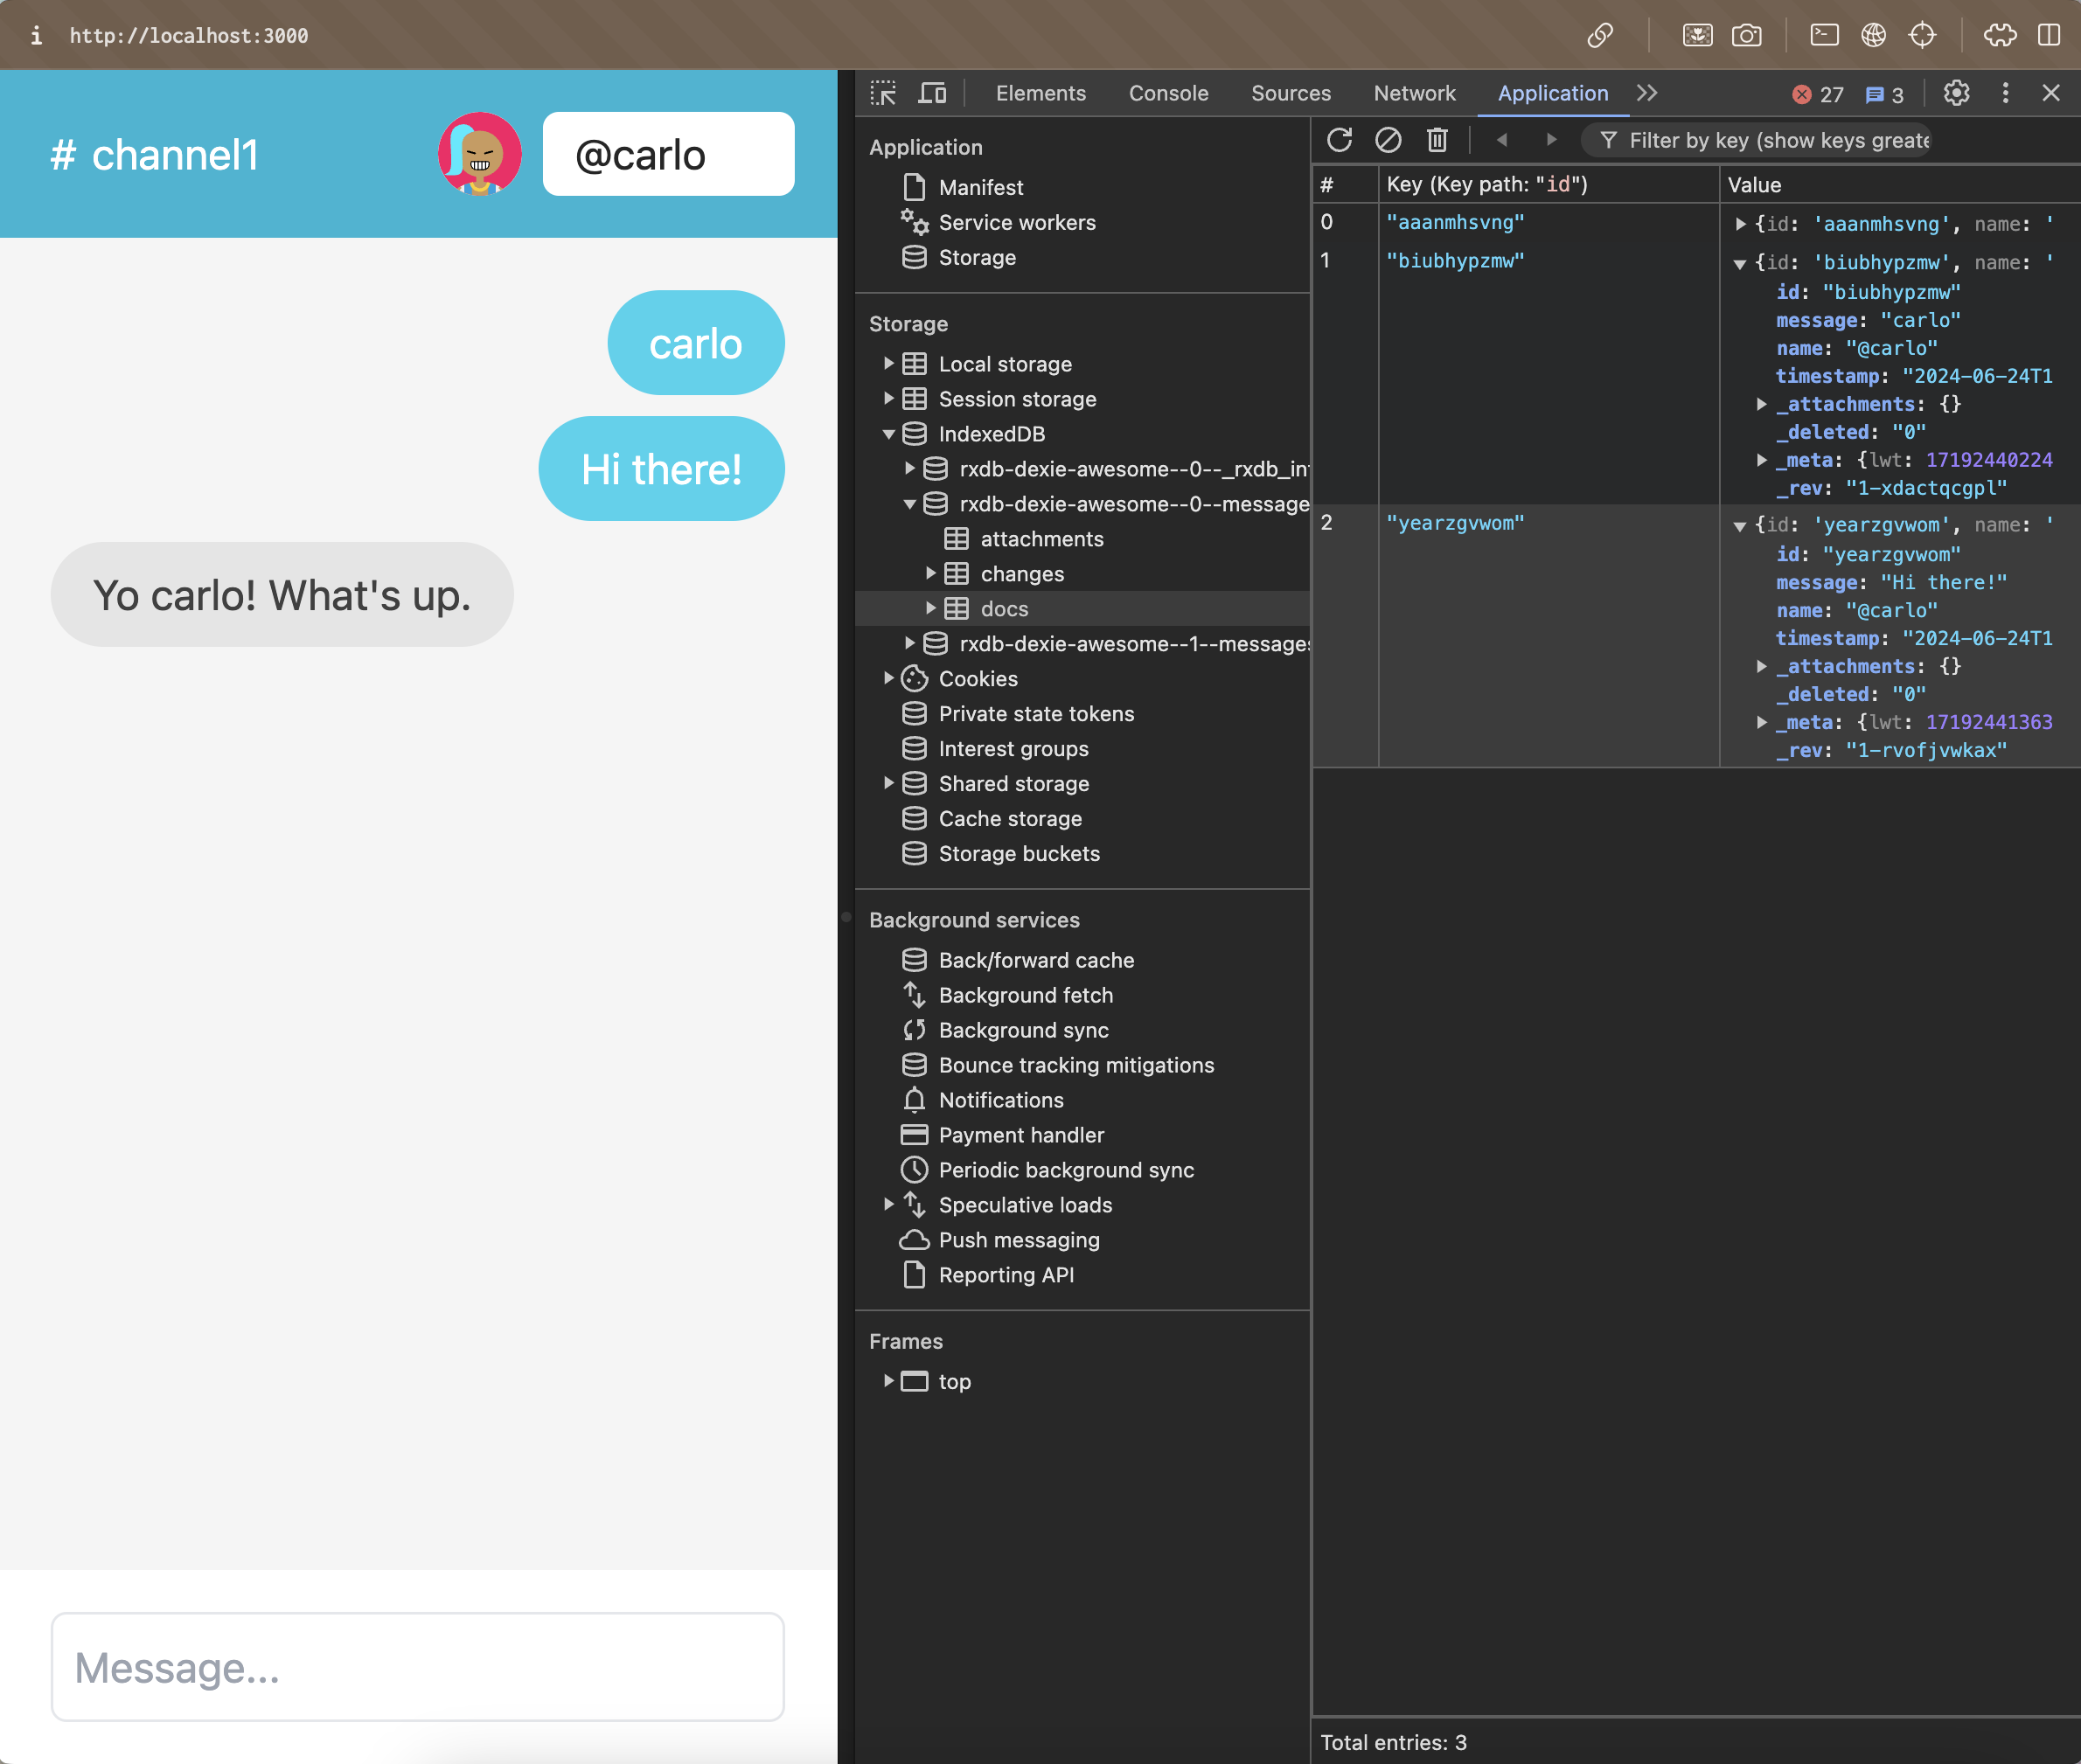 http://localhost:3000
# channel1
@carlo
carlo
Hi there!
Yo carlo! What's up.
Message...
Elements Console Sources Network Application 27 3
Application
Manifest
Service workers
Storage
Storage
Local storage
Session storage
IndexedDB
rxdb-dexie-awesome--0--_rxdb_int
rxdb-dexie-awesome--0--message
attachments
changes
docs
rxdb-dexie-awesome--1--messages
Cookies
Private state tokens
Interest groups
Shared storage
Cache storage
Storage buckets
Background services
Back/forward cache
Background fetch
Background sync
Bounce tracking mitigations
Notifications
Payment handler
Periodic background sync
Speculative loads
Push messaging
Reporting API
Frames
top
Filter by key (show keys greate
# Key (Key path: "id") Value
0 "aaanmhsvng" {id: 'aaanmhsvng', name: '
1 "biubhypzmw" {id: 'biubhypzmw', name: '
id: "biubhypzmw"
message: "carlo"
name: "@carlo"
timestamp: "2024-06-24T1
_attachments: {}
_deleted: "0"
_meta: {lwt: 17192440224
_rev: "1-xdactqcgpl"
2 "yearzgvwom" {id: 'yearzgvwom', name: '
id: "yearzgvwom"
message: "Hi there!"
name: "@carlo"
timestamp: "2024-06-24T1
_attachments: {}
_deleted: "0"
_meta: {lwt: 17192441363
_rev: "1-rvofjvwkax"
Total entries: 3